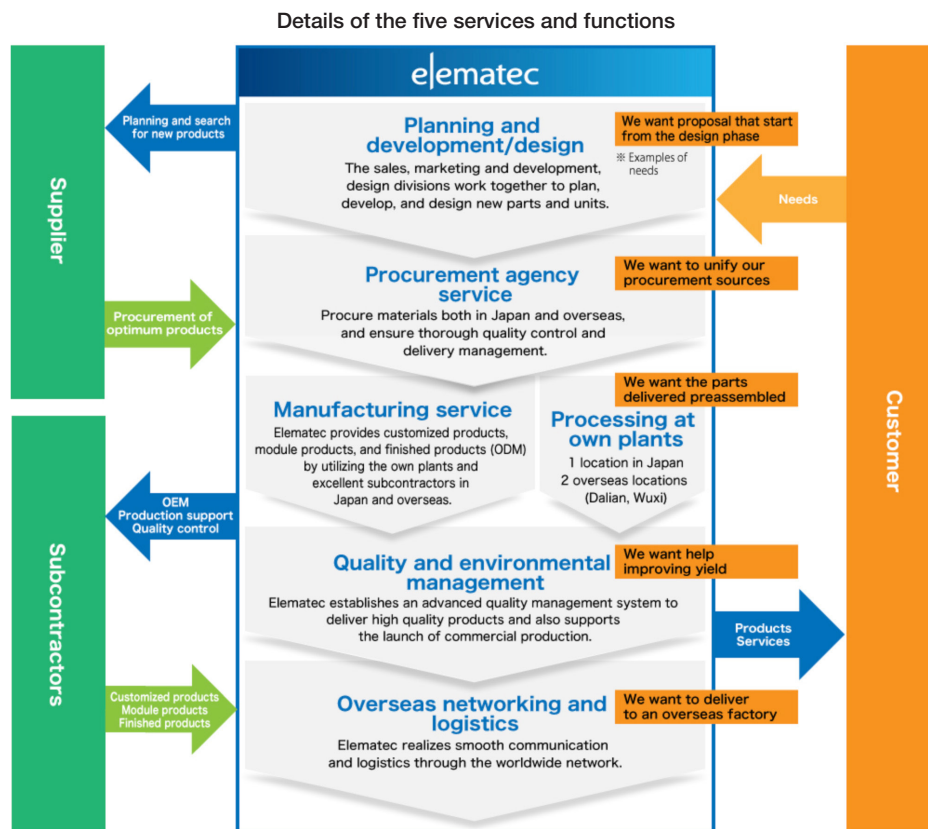 Details of the five services and functions
elematec
Supplier
Planning and search
for new products
Planning and
development/design
The sales, marketing and development,
design divisions work together to plan,
develop, and design new parts and units.
We want proposal that start
from the design phase
※ Examples of
needs
Needs
Customer
Procurement of
optimum products
Procurement agency
service
Procure materials both in Japan and overseas,
and ensure thorough quality control and
delivery management.
We want to unify our
procurement sources
Manufacturing service
Elematec provides customized products,
module products, and finished products (ODM)
by utilizing the own plants and
excellent subcontractors in
Japan and overseas.
We want the parts
delivered preassembled
Processing at
own plants
1 location in Japan
2 overseas locations
(Dalian, Wuxi)
Subcontractors
OEM
Production support
Quality control
Quality and environmental
management
Elematec establishes an advanced quality management system to
deliver high quality products and also supports
the launch of commercial production.
We want help
improving yield
Products
Services
Customized products
Module products
Finished products
Overseas networking and
logistics
Elematec realizes smooth communication
and logistics through the worldwide network.
We want to deliver
to an overseas factory